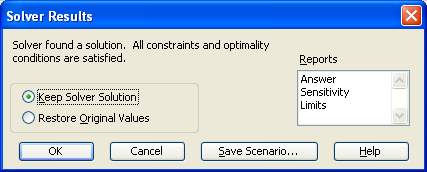 Solver Results
Solver found a solution. All constraints and optimality
conditions are satisfied.
Reports
Answer
Sensitivity
Limits
Keep Solver Solution
Restore Original Values
OK
Cancel
Save Scenario...
Help